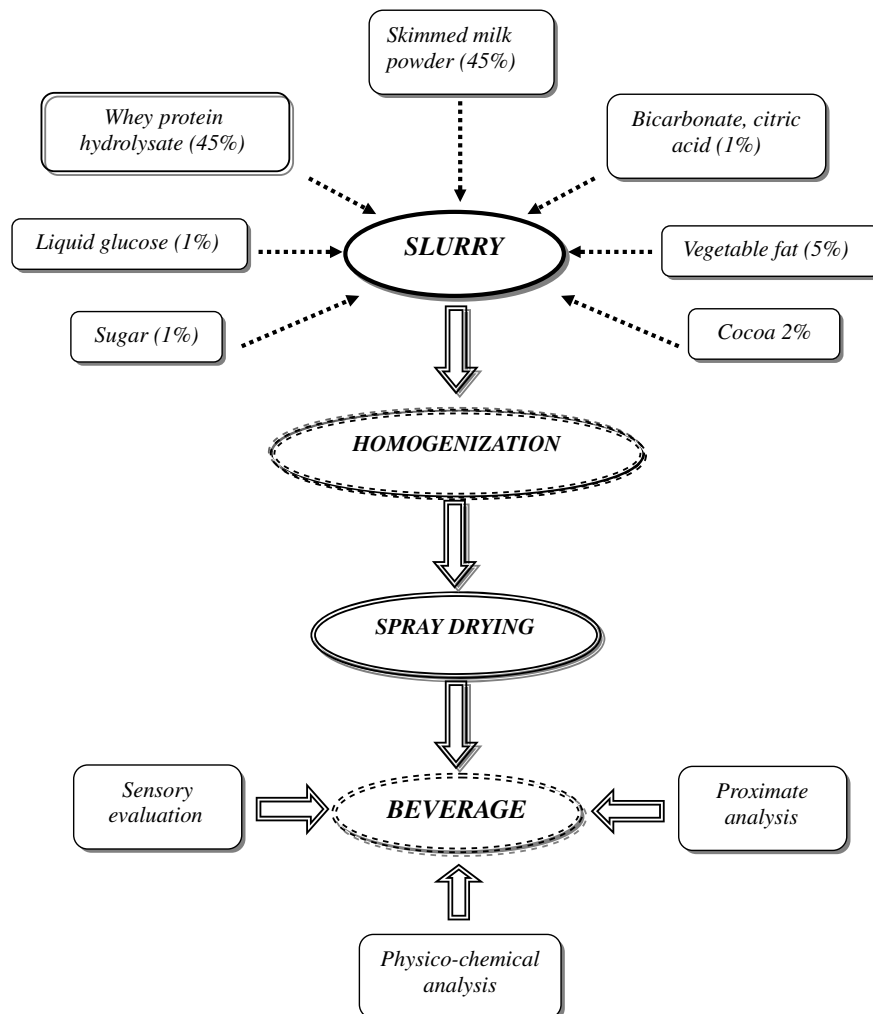 Skimmed milk
powder (45%)
Whey protein
hydrolysate (45%)
Bicarbonate, citric
acid (1%)
Liquid glucose (1%)
SLURRY
Vegetable fat (5%)
Sugar (1%)
Cocoa 2%
HOMOGENIZATION
SPRAY DRYING
Sensory
evaluation
BEVERAGE
Proximate
analysis
Physico-chemical
analysis